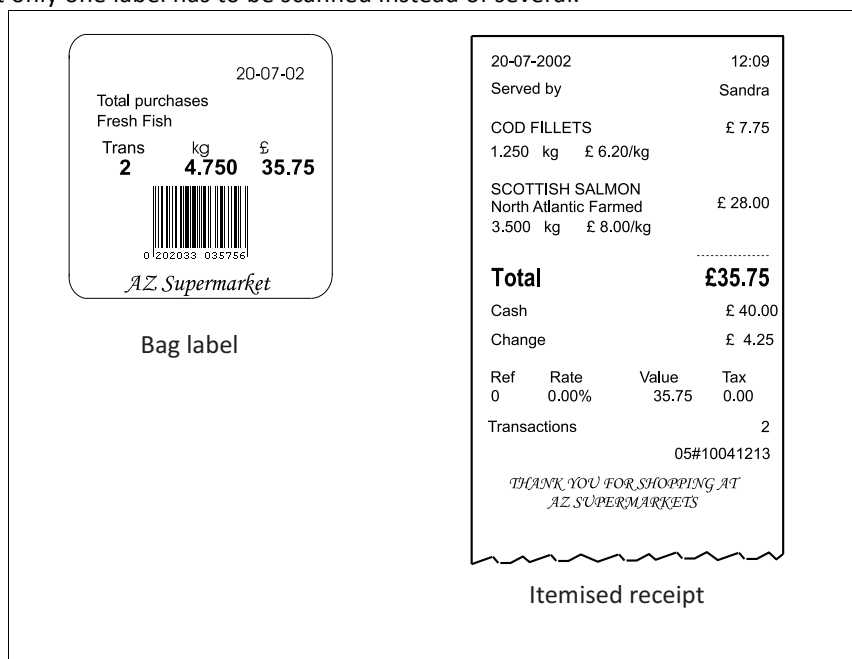 only one label has to be scanned instead of several.
20-07-02
Total purchases
Fresh Fish
Trans kg £
2 4.750 35.75
0 202033 035756
AZ Supermarket
Bag label
20-07-2002 12:09
Served by Sandra
COD FILLETS £ 7.75
1.250 kg £ 6.20/kg
SCOTTISH SALMON
North Atlantic Farmed £ 28.00
3.500 kg £ 8.00/kg
Total £35.75
Cash £ 40.00
Change £ 4.25
Ref Rate Value Tax
0 0.00% 35.75 0.00
Transactions 2
05#10041213
THANK YOU FOR SHOPPING AT
AZ SUPERMARKETS
Itemised receipt